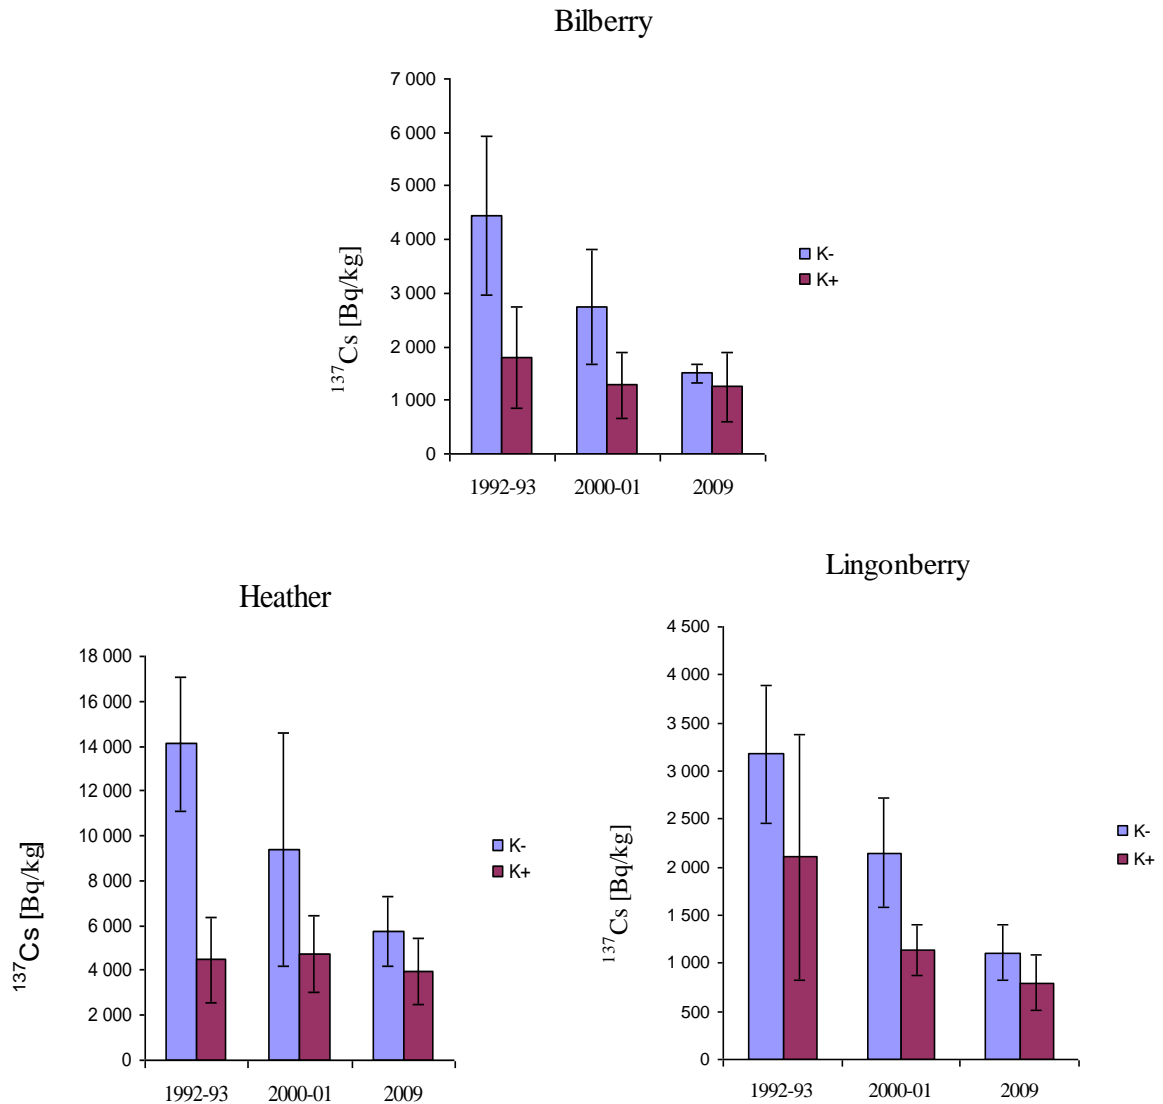 Bilberry
7 000
6 000
5 000
4 000
3 000
2 000
1 000
0
¹³⁷Cs [Bq/kg]
1992-93 2000-01 2009
K-
K+
Heather
18 000
16 000
14 000
12 000
10 000
8 000
6 000
4 000
2 000
0
¹³⁷Cs [Bq/kg]
1992-93 2000-01 2009
K-
K+
Lingonberry
4 500
4 000
3 500
3 000
2 500
2 000
1 500
1 000
500
0
¹³⁷Cs [Bq/kg]
1992-93 2000-01 2009
K-
K+